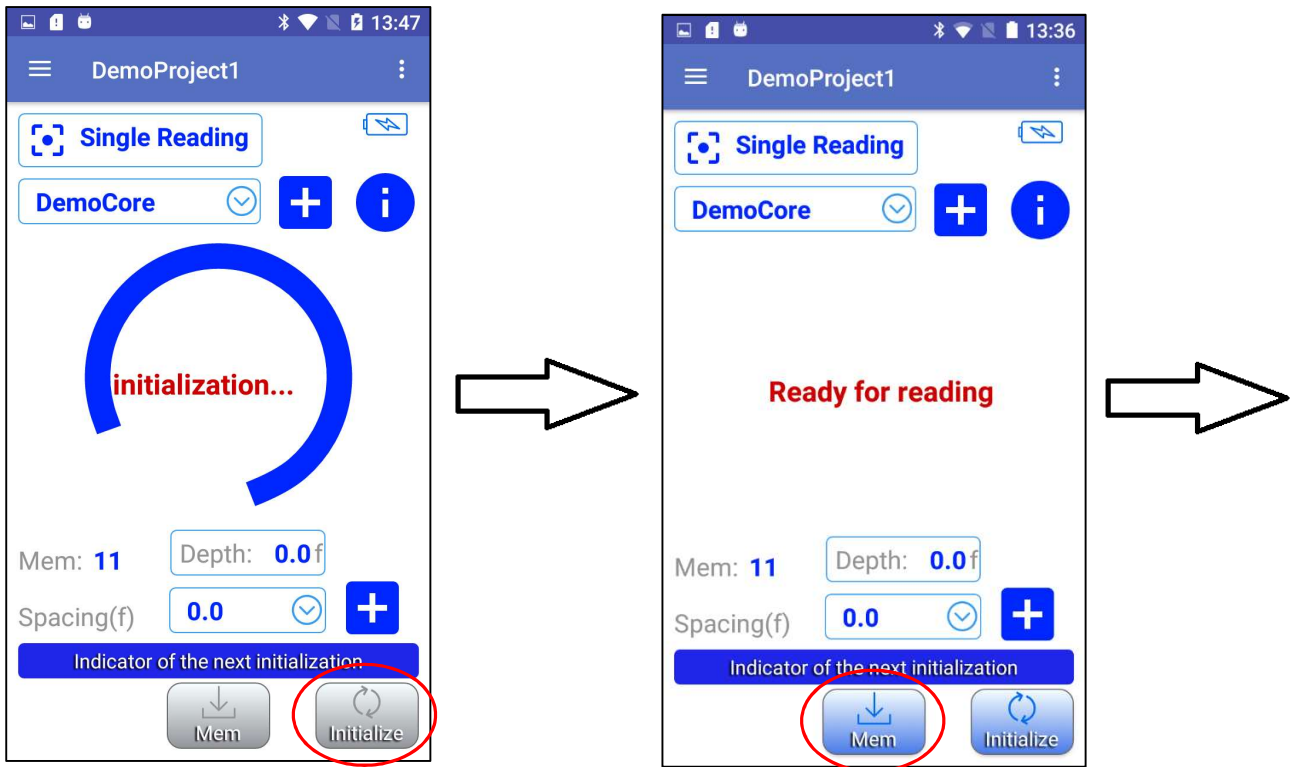 13:47
DemoProject1
Single Reading
DemoCore
i
initialization...
Mem: 11
Depth: 0.0 f
Spacing(f)
0.0
Indicator of the next initialization
Mem
Initialize
13:36
DemoProject1
Single Reading
DemoCore
i
Ready for reading
Mem: 11
Depth: 0.0 f
Spacing(f)
0.0
Indicator of the next initialization
Mem
Initialize